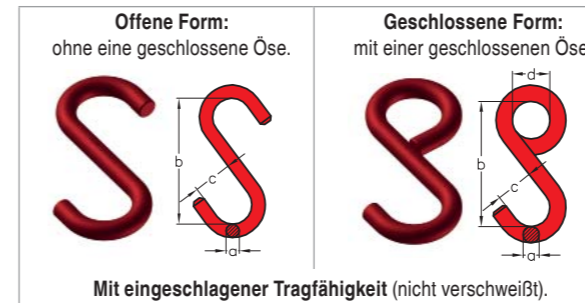 Offene Form:
ohne eine geschlossene Öse.
b
c
a
Geschlossene Form:
mit einer geschlossenen Öse
d
b
c
a
Mit eingeschlagener Tragfähigkeit (nicht verschweißt).